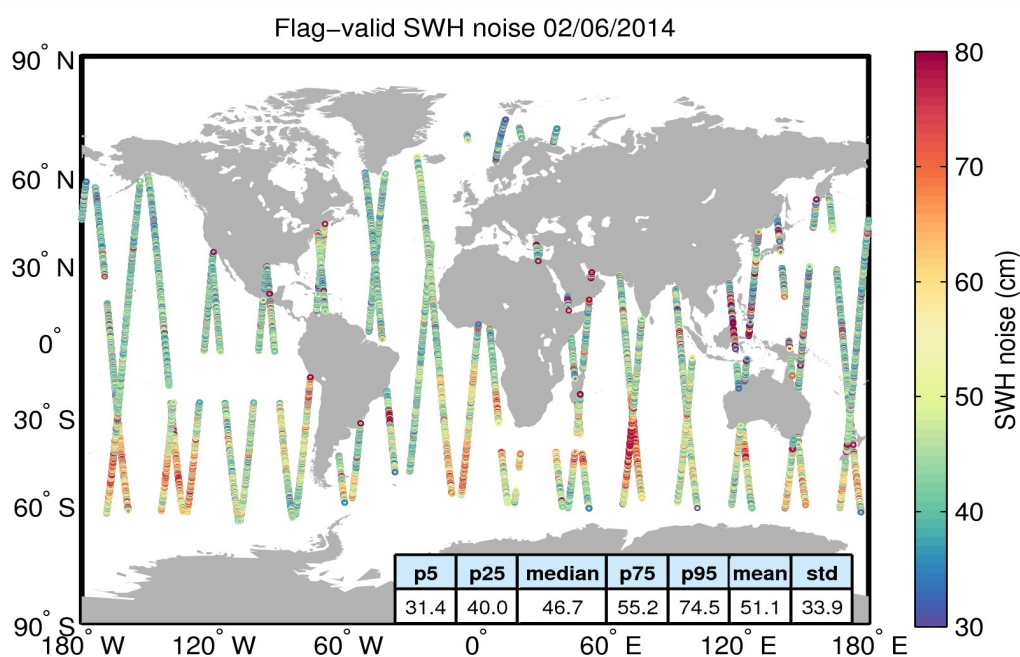 Flag−valid SWH noise 02/06/2014
90° N
60° N
30° N
0°
30° S
60° S
90° S
180° W
120° W
60° W
0°
60° E
120° E
180° E
80
70
60
50
40
30
SWH noise (cm)
p5 p25 median p75 p95 mean std
31.4 40.0 46.7 55.2 74.5 51.1 33.9